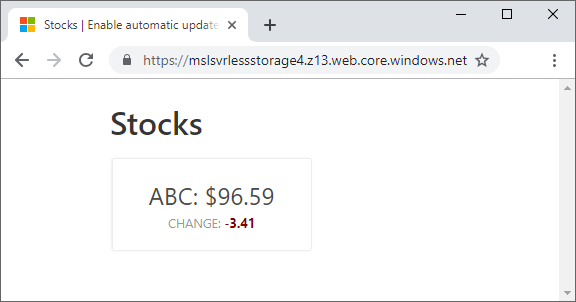 Stocks | Enable automatic update
https://mslsvrlessstorage4.z13.web.core.windows.net
Stocks
ABC: $96.59
CHANGE: -3.41